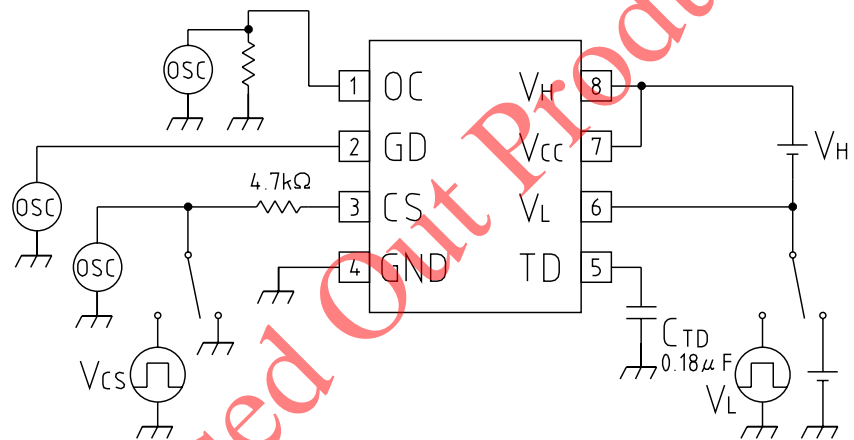 OSC
1
OC
VH
8
2
GD
VCC
7
VH
OSC
4.7kΩ
3
CS
VL
6
OSC
4
GND
TD
5
CTD
0.18μF
VCS
VL
ed Out Produ